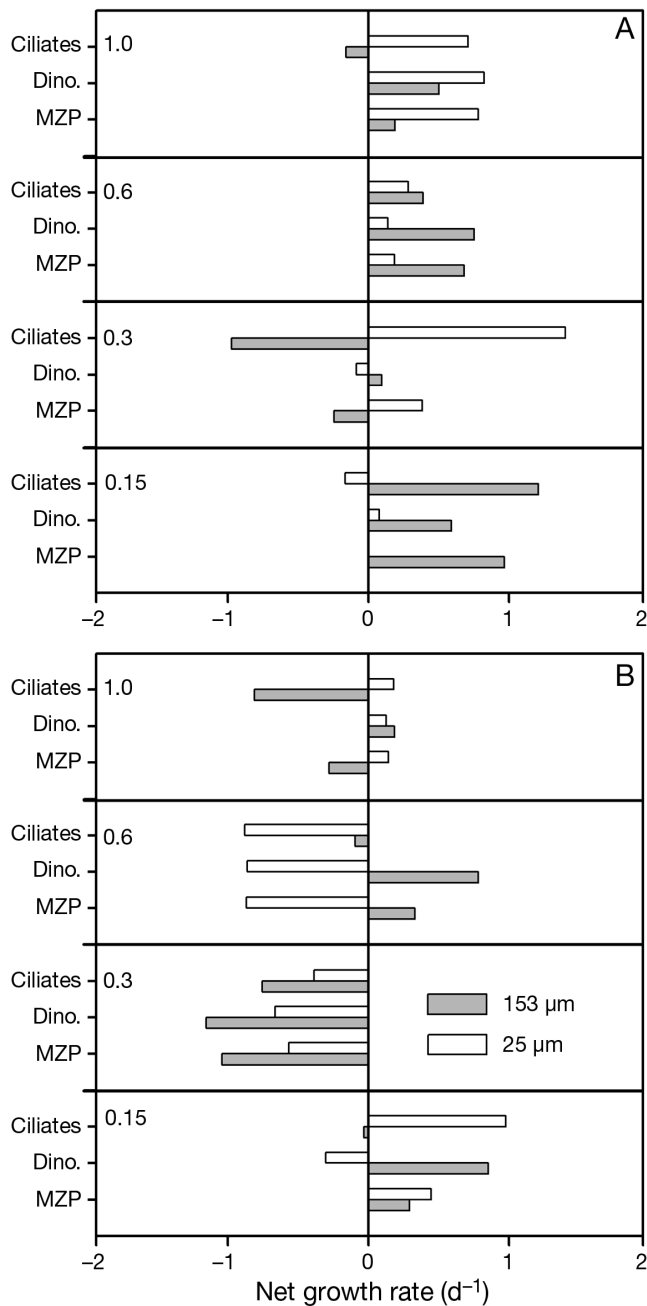 A
Ciliates 1.0
Dino.
MZP
Ciliates 0.6
Dino.
MZP
Ciliates 0.3
Dino.
MZP
Ciliates 0.15
Dino.
MZP
−2 −1 0 1 2
B
Ciliates 1.0
Dino.
MZP
Ciliates 0.6
Dino.
MZP
Ciliates 0.3
Dino. 153 µm
MZP 25 µm
Ciliates 0.15
Dino.
MZP
−2 −1 0 1 2
Net growth rate (d⁻¹)